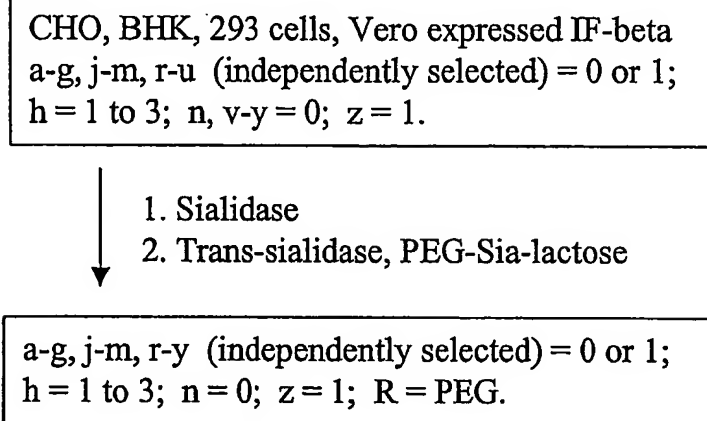 CHO, BHK, 293 cells, Vero expressed IF-beta
a-g, j-m, r-u (independently selected) = 0 or 1;
h = 1 to 3; n, v-y = 0; z = 1.
1. Sialidase
2. Trans-sialidase, PEG-Sia-lactose
a-g, j-m, r-y (independently selected) = 0 or 1;
h = 1 to 3; n = 0; z = 1; R = PEG.